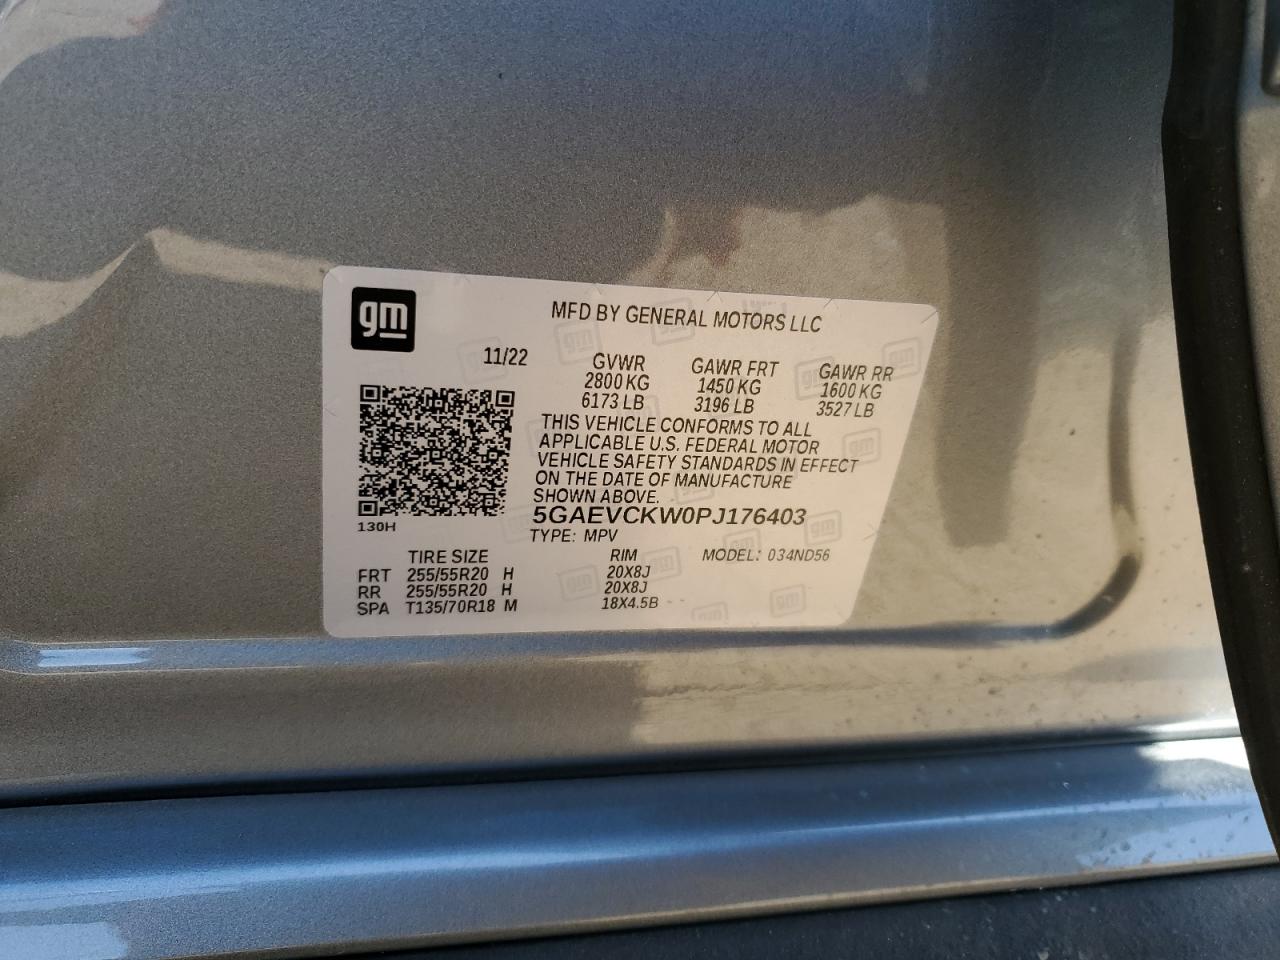 gm
MFD BY GENERAL MOTORS LLC
11/22
GVWR GAWR FRT GAWR RR
2800 KG 1450 KG 1600 KG
6173 LB 3196 LB 3527 LB
THIS VEHICLE CONFORMS TO ALL
APPLICABLE U.S. FEDERAL MOTOR
VEHICLE SAFETY STANDARDS IN EFFECT
ON THE DATE OF MANUFACTURE
SHOWN ABOVE.
5GAEVCKW0PJ176403
130H
TYPE: MPV
TIRE SIZE RIM MODEL: 034ND56
FRT 255/55R20 H 20X8J
RR 255/55R20 H 20X8J
SPA T135/70R18 M 18X4.5B